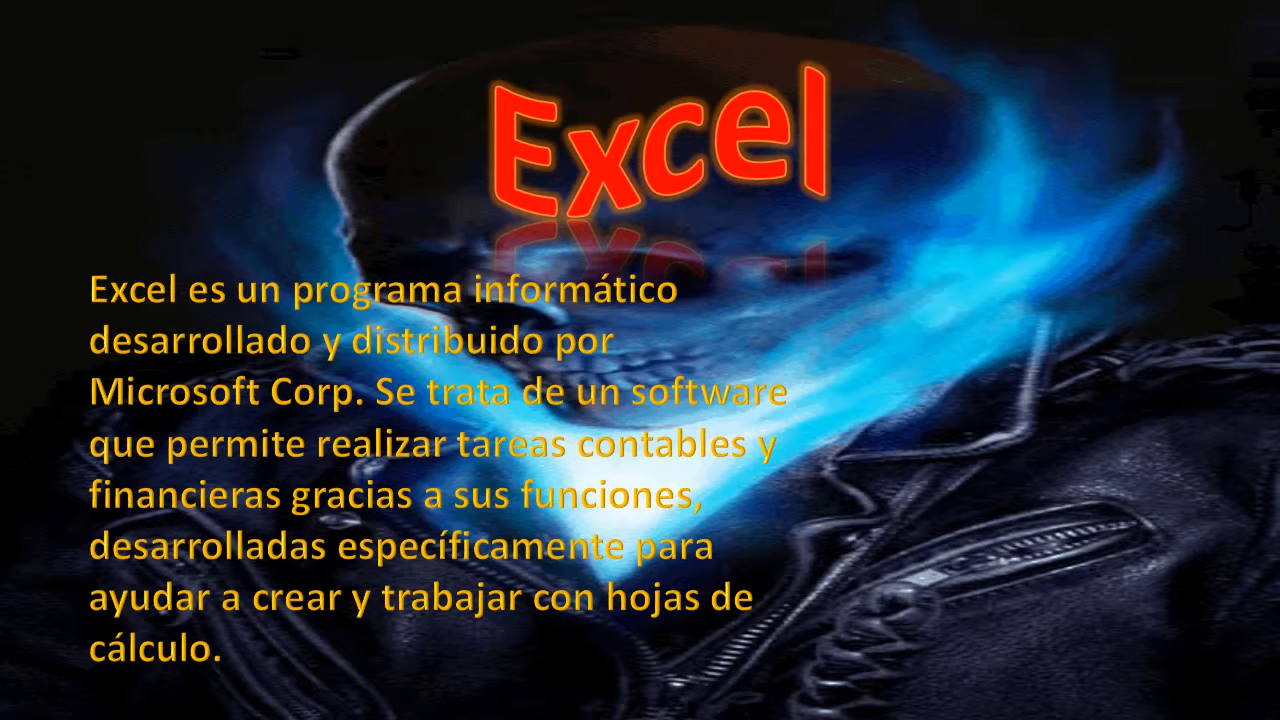 Excel
Excel es un programa informático
desarrollado y distribuido por
Microsoft Corp. Se trata de un software
que permite realizar tareas contables y
financieras gracias a sus funciones,
desarrolladas específicamente para
ayudar a crear y trabajar con hojas de
cálculo.